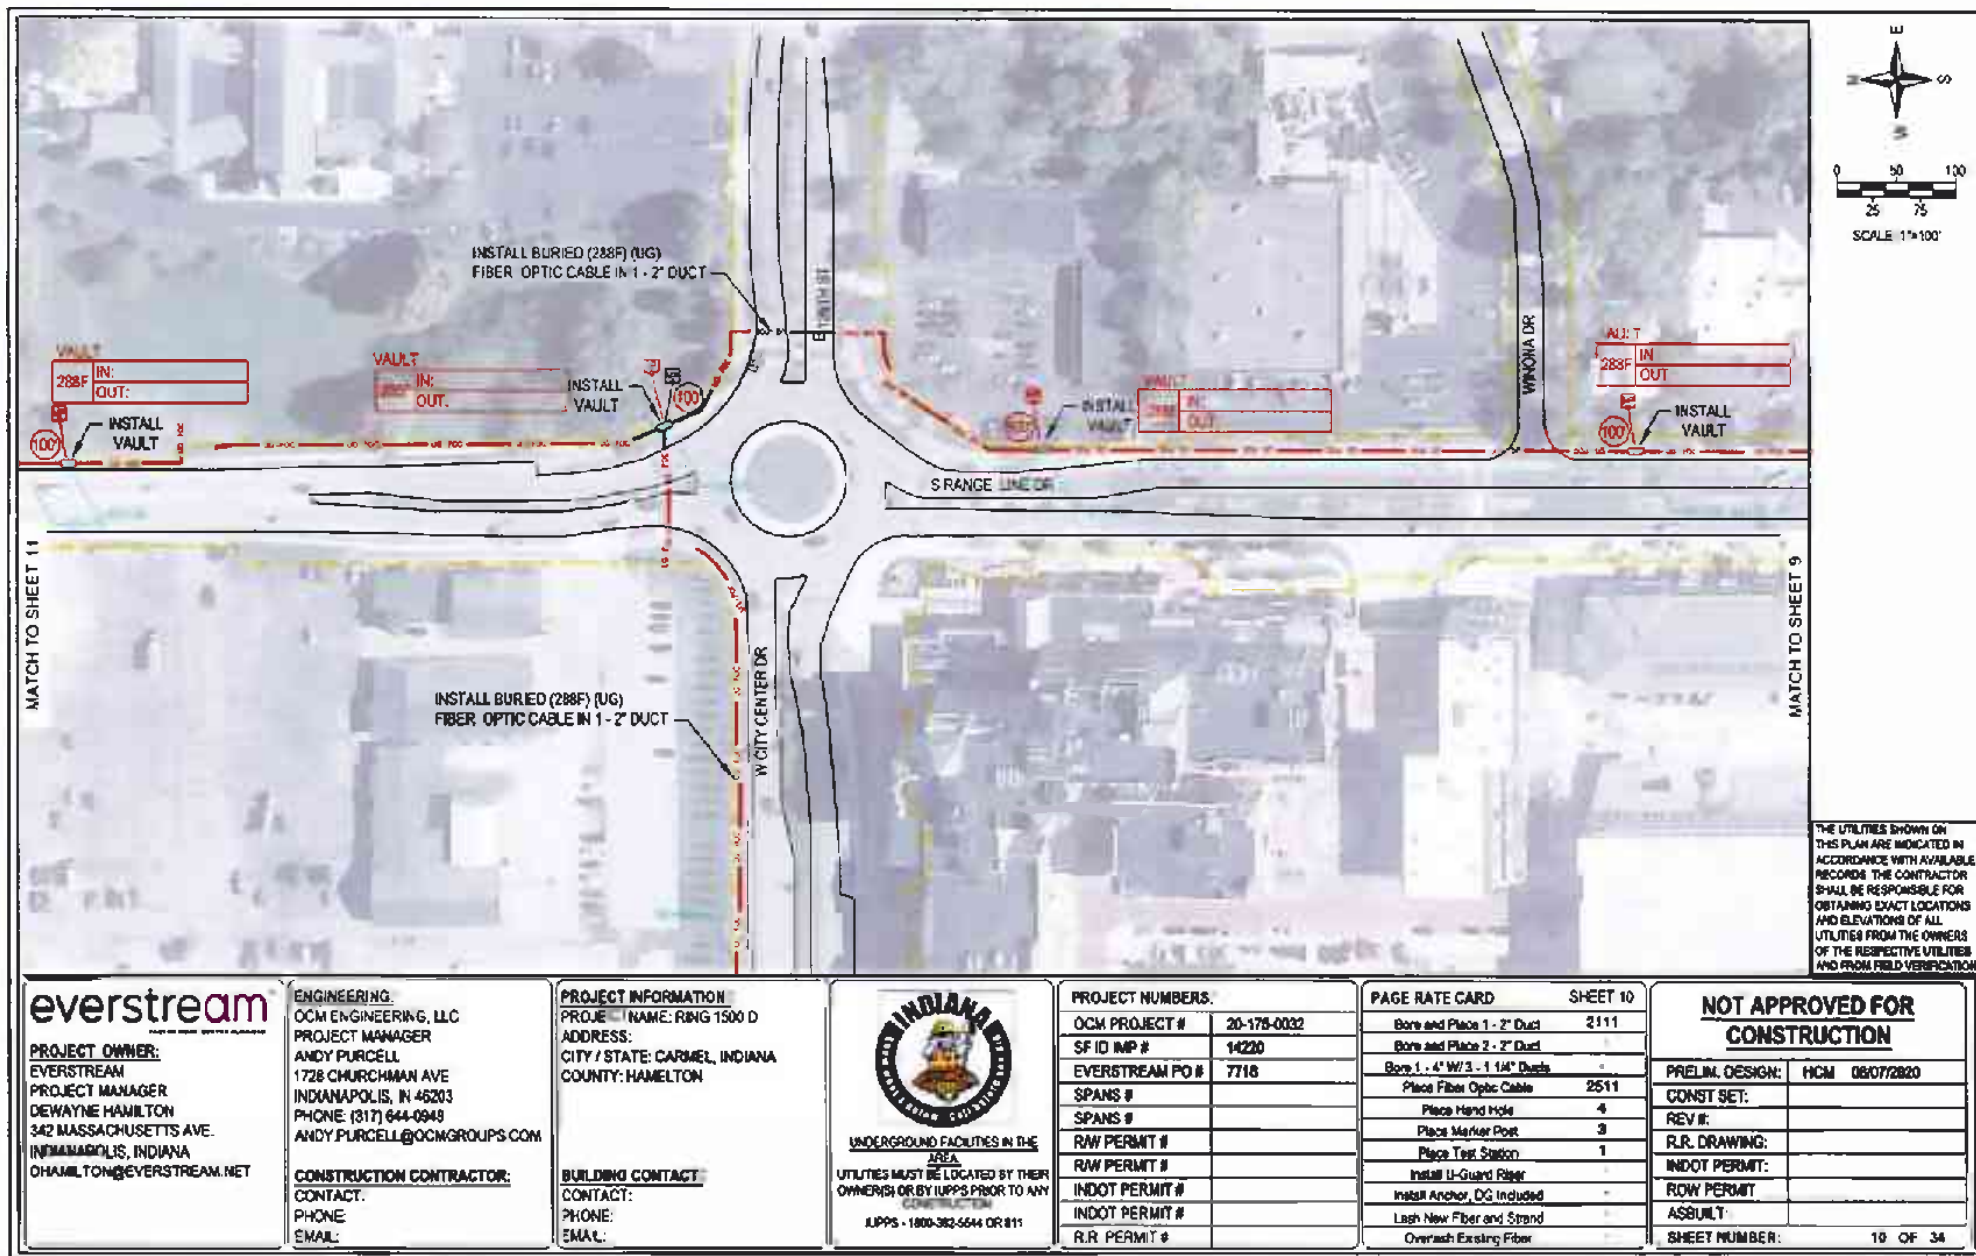 E
S
W
0 50 100
25 75
SCALE 1"=100'
INSTALL BURIED (288F) (UG)
FIBER OPTIC CABLE IN 1 - 2" DUCT
VAULT
288F
IN:
OUT:
INSTALL
VAULT
100'
VAULT
IN:
OUT.
INSTALL
VAULT
100'
VAULT
IN:
OUT
INSTALL
VAULT
288F
IN
OUT
INSTALL
VAULT
100'
WINONA DR
S RANGE LINE DR
W CITY CENTER DR
INSTALL BURIED (288F) (UG)
FIBER OPTIC CABLE IN 1 - 2" DUCT
MATCH TO SHEET 11
MATCH TO SHEET 9
THE UTILITIES SHOWN ON
THIS PLAN ARE INDICATED IN
ACCORDANCE WITH AVAILABLE
RECORDS THE CONTRACTOR
SHALL BE RESPONSIBLE FOR
OBTAINING EXACT LOCATIONS
AND ELEVATIONS OF ALL
UTILITIES FROM THE OWNERS
OF THE RESPECTIVE UTILITIES
AND FROM FIELD VERIFICATION
everstream
PROJECT OWNER:
EVERSTREAM
PROJECT MANAGER
DEWAYNE HAMILTON
342 MASSACHUSETTS AVE.
INDIANAPOLIS, INDIANA
DHAMILTON@EVERSTREAM.NET
ENGINEERING:
OCM ENGINEERING, LLC
PROJECT MANAGER
ANDY PURCELL
1728 CHURCHMAN AVE
INDIANAPOLIS, IN 46203
PHONE: (317) 644-0948
ANDY.PURCELL@OCMGROUPS COM
CONSTRUCTION CONTRACTOR:
CONTACT:
PHONE
EMAIL:
PROJECT INFORMATION
PROJECT NAME: RING 1500 D
ADDRESS:
CITY / STATE: CARMEL, INDIANA
COUNTY: HAMELTON
BUILDING CONTACT:
CONTACT:
PHONE:
EMAIL:
INDIANA
UNDERGROUND FACILITIES IN THE
AREA
UTILITIES MUST BE LOCATED BY THEIR
OWNER(S) OR BY IUPPS PRIOR TO ANY
CONSTRUCTION
IUPPS - 1800-382-5544 OR 811
PROJECT NUMBERS.
OCM PROJECT # 20-175-0032
SF ID IMP # 14220
EVERSTREAM PO # 7718
SPANS #
SPANS #
R/W PERMIT #
R/W PERMIT #
INDOT PERMIT #
INDOT PERMIT #
R.R PERMIT #
PAGE RATE CARD SHEET 10
Bore and Place 1 - 2" Duct 2111
Bore and Place 2 - 2" Duct -
Bore 1 - 4" W/ 3 - 1 1/4" Ducts -
Place Fiber Optic Cable 2511
Place Hand Hole 4
Place Marker Post 3
Place Test Station 1
Install U-Guard Riser -
Install Anchor, DG Included -
Lash New Fiber and Strand -
Overlash Existing Fiber -
NOT APPROVED FOR
CONSTRUCTION
PRELIM. DESIGN: HCM 08/07/2020
CONST SET:
REV #:
R.R. DRAWING:
INDOT PERMIT:
ROW PERMIT
ASBUILT
SHEET NUMBER: 10 OF 34